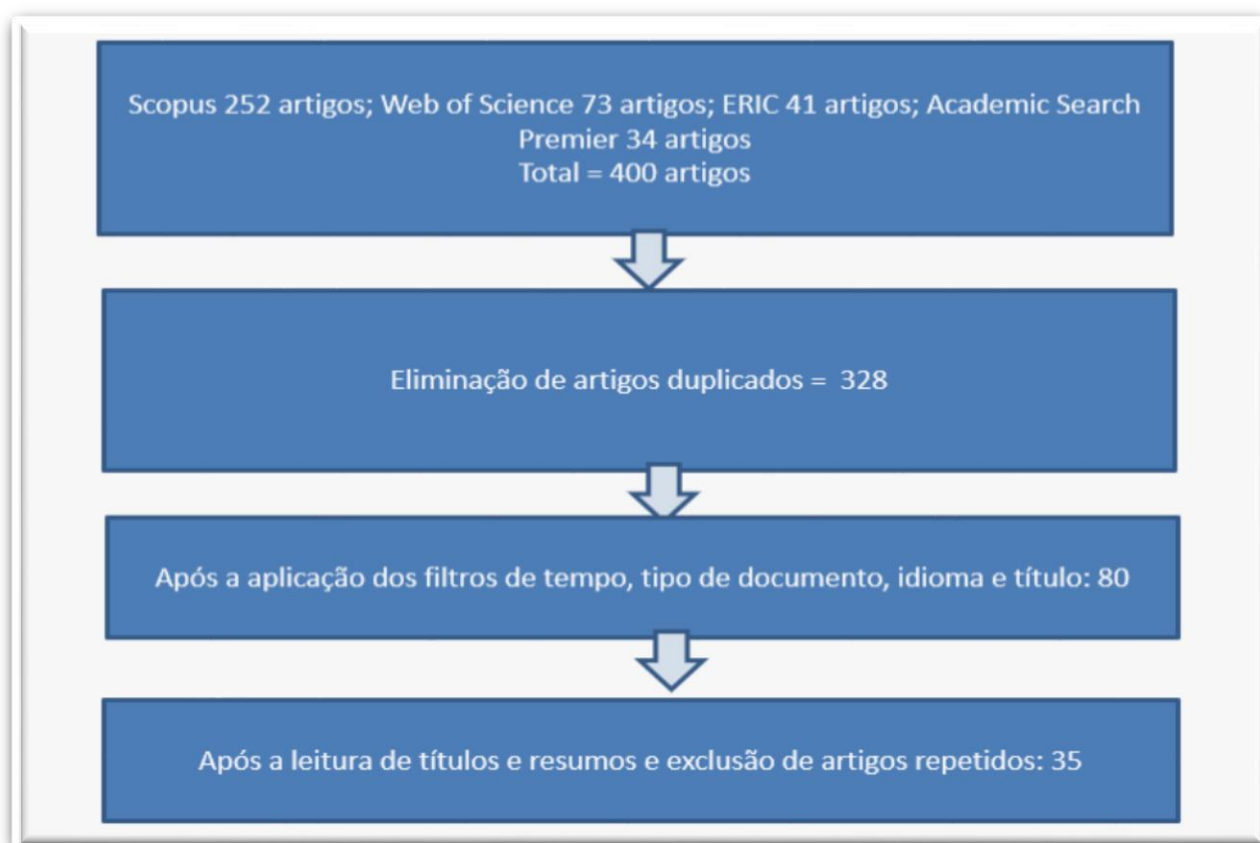 Scopus 252 artigos; Web of Science 73 artigos; ERIC 41 artigos; Academic Search
Premier 34 artigos
Total = 400 artigos
Eliminação de artigos duplicados = 328
Após a aplicação dos filtros de tempo, tipo de documento, idioma e título: 80
Após a leitura de títulos e resumos e exclusão de artigos repetidos: 35